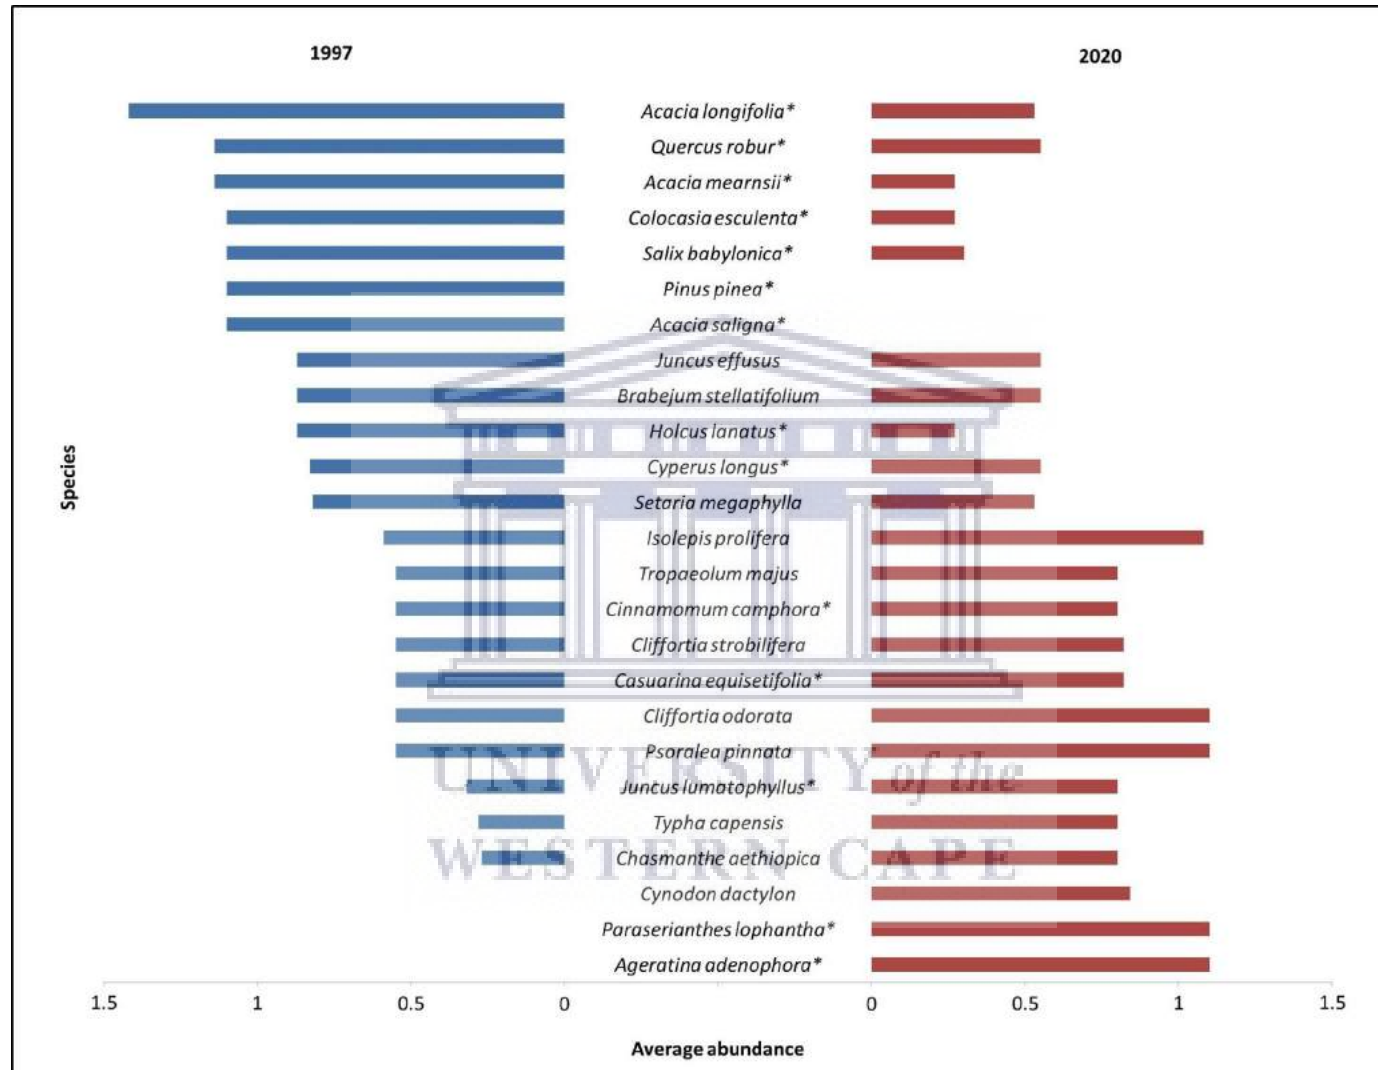 1997
2020
Acacia longifolia*
Quercus robur*
Acacia mearnsii*
Colocasia esculenta*
Salix babylonica*
Pinus pinea*
Acacia saligna*
Juncus effusus
Brabejum stellatifolium
Holcus lanatus*
Cyperus longus*
Setaria megaphylla
Isolepis prolifera
Tropaeolum majus
Cinnamomum camphora*
Cliffortia strobilifera
Casuarina equisetifolia*
Cliffortia odorata
Psoralea pinnata
Juncus lumatophyllus*
Typha capensis
Chasmanthe aethiopica
Cynodon dactylon
Paraserianthes lophantha*
Ageratina adenophora*
Species
1.5 1 0.5 0 0 0.5 1 1.5
Average abundance
UNIVERSITY of the
WESTERN CAPE